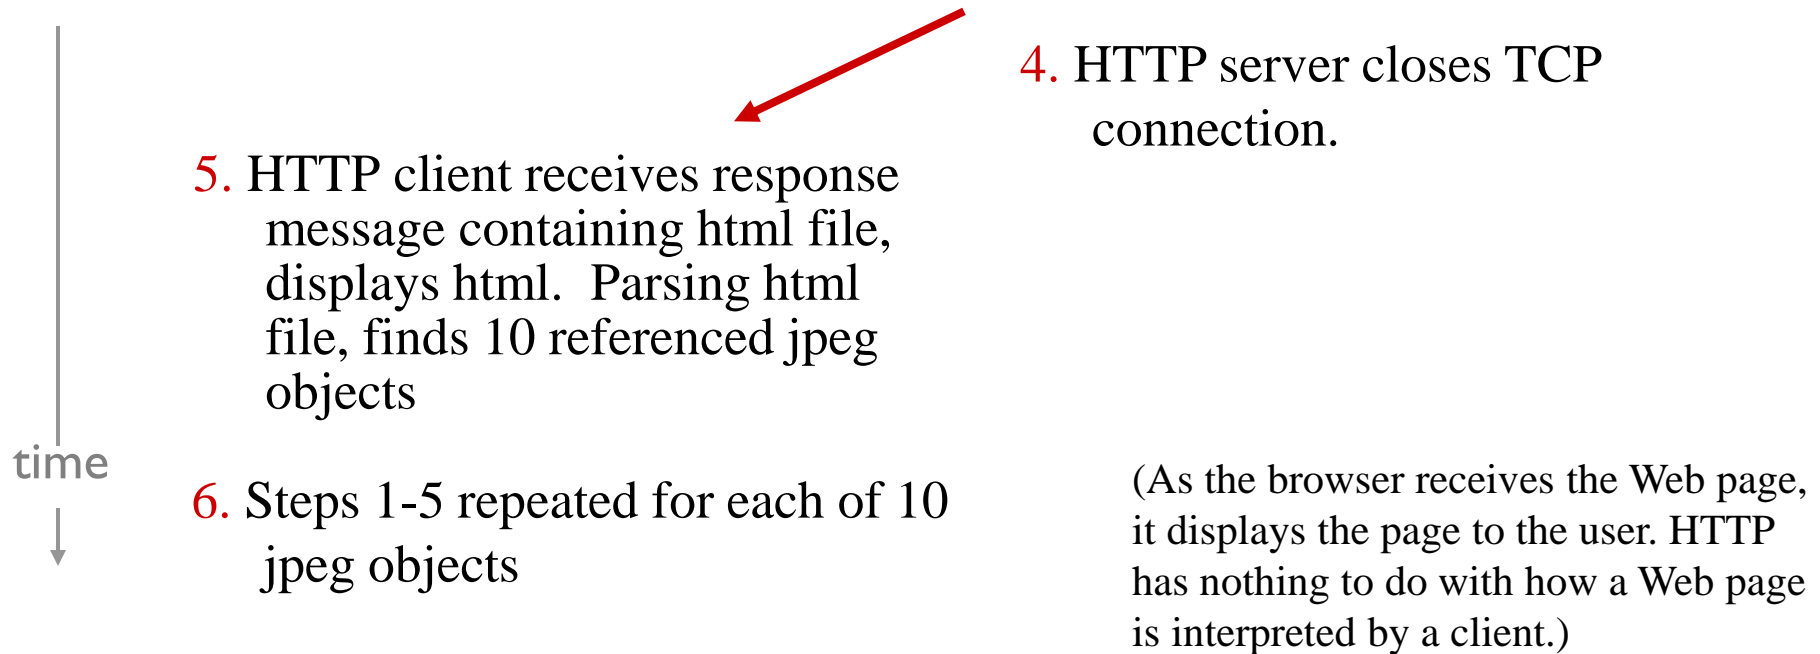 4. HTTP server closes TCP
connection.
5. HTTP client receives response
message containing html file,
displays html.  Parsing html
file, finds 10 referenced jpeg
objects
time
6. Steps 1-5 repeated for each of 10
jpeg objects
(As the browser receives the Web page,
it displays the page to the user. HTTP
has nothing to do with how a Web page
is interpreted by a client.)